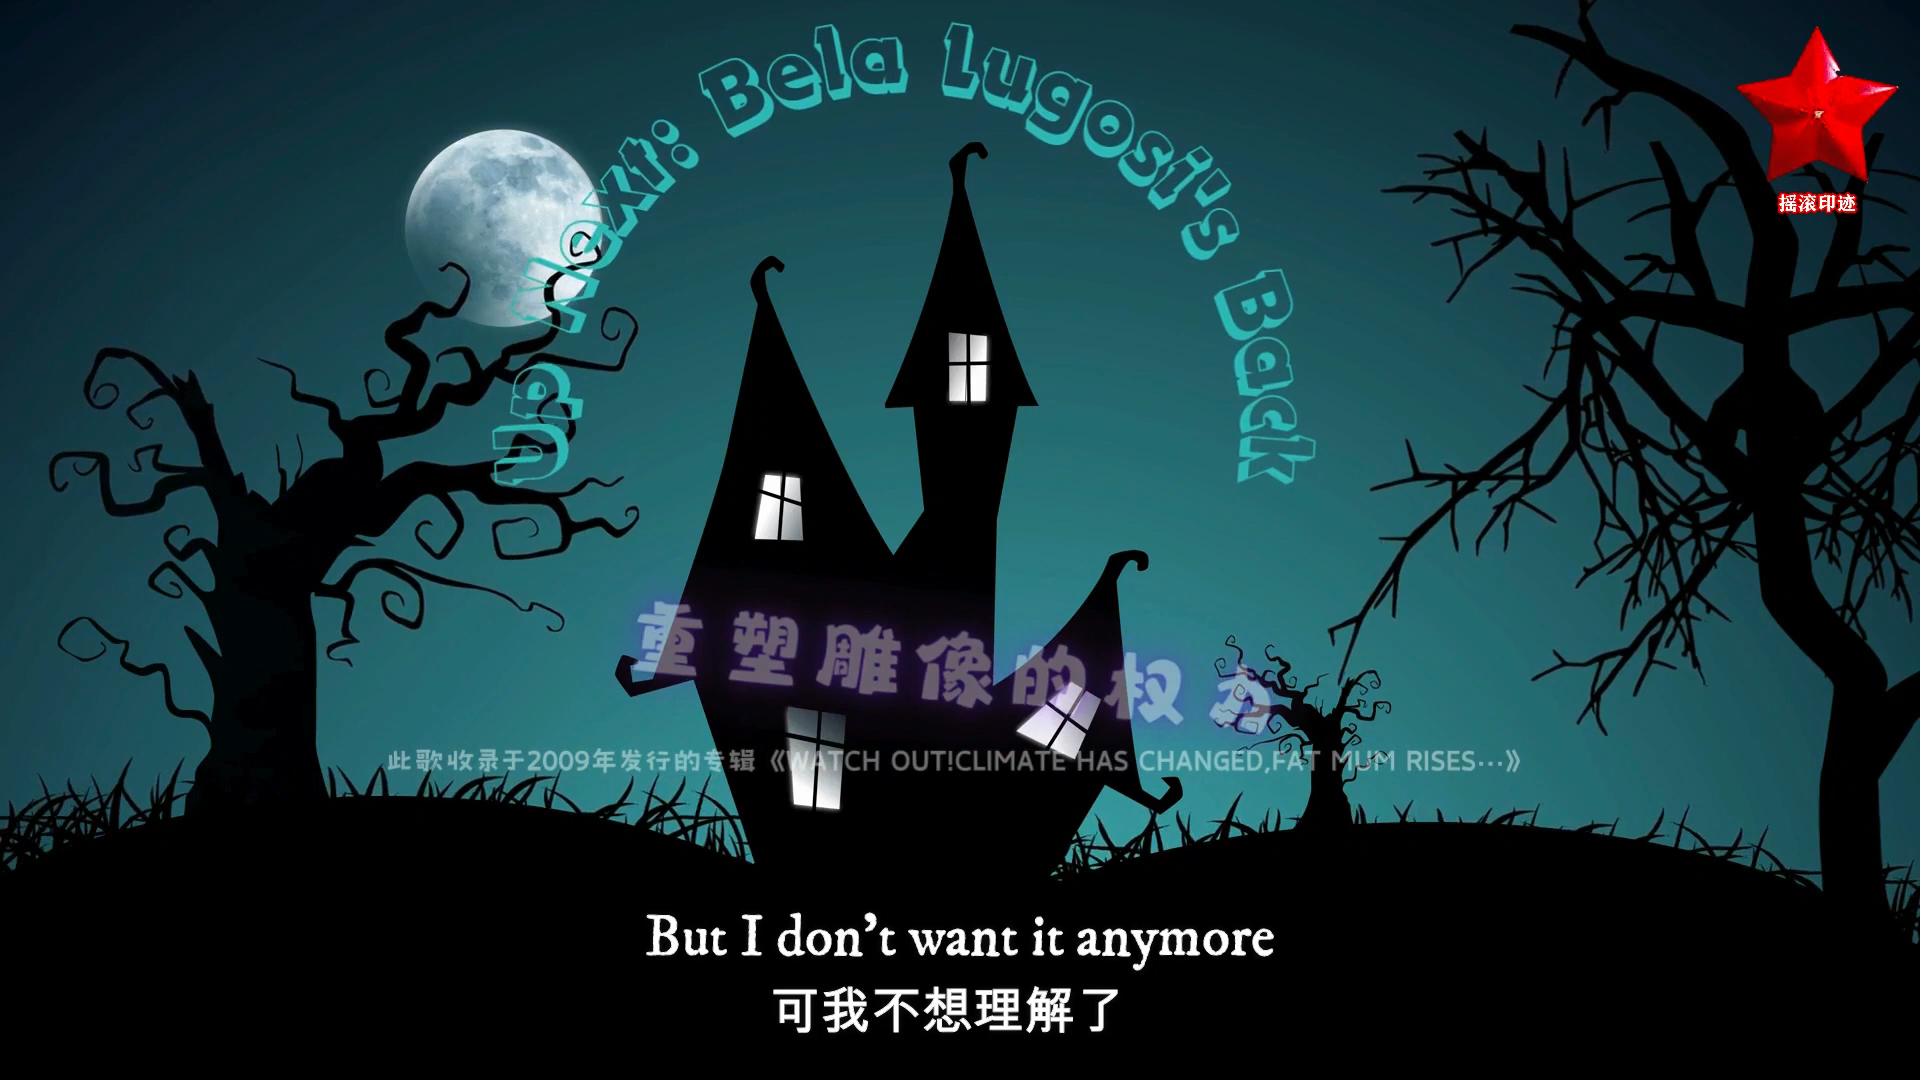 Up Next: Bela Lugosi's Back
摇滚印迹
重塑雕像的权力
此歌收录于2009年发行的专辑《WATCH OUT!CLIMATE HAS CHANGED,FAT MUM RISES…》
But I don't want it anymore
可我不想理解了